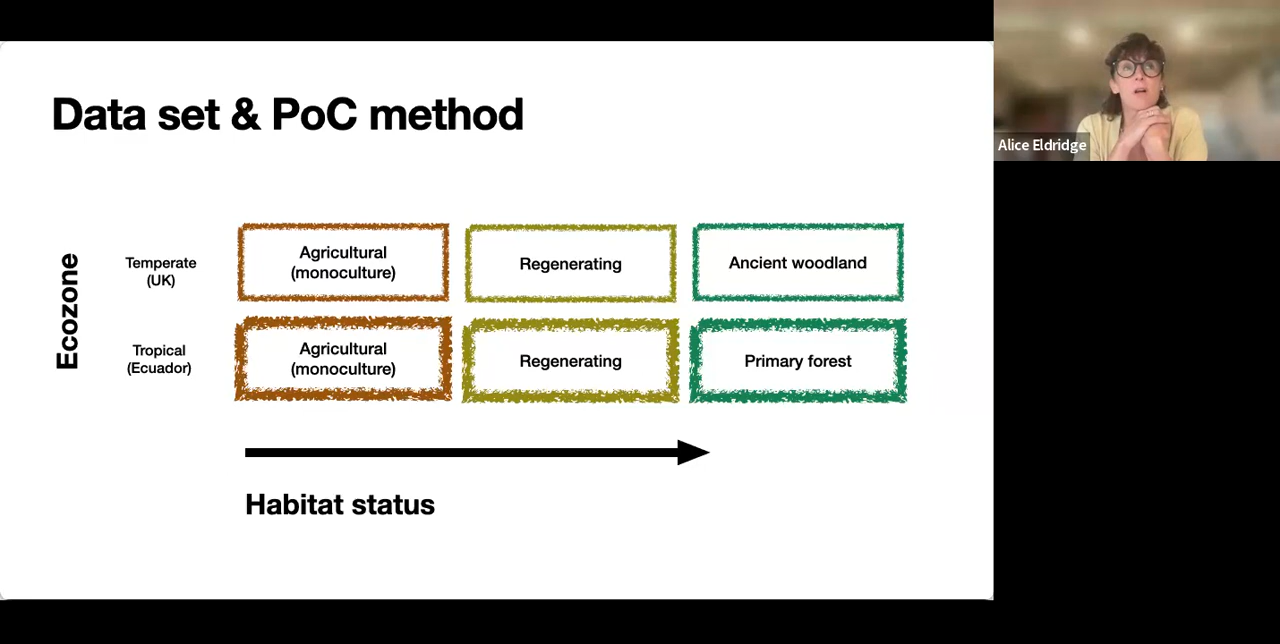 Data set & PoC method
Alice Eldridge
Ecozone
Temperate
(UK)
Agricultural
(monoculture)
Regenerating
Ancient woodland
Tropical
(Ecuador)
Agricultural
(monoculture)
Regenerating
Primary forest
Habitat status